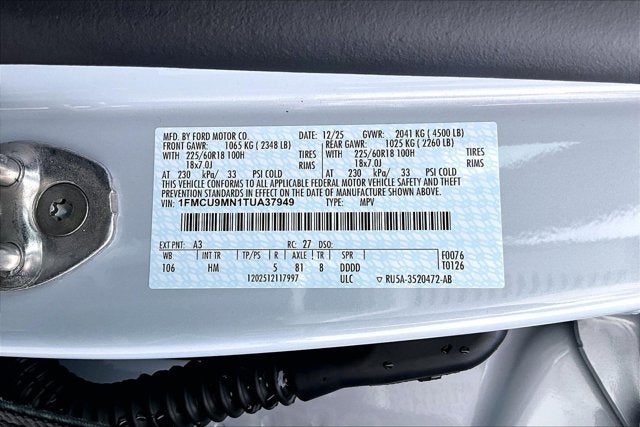 MFD. BY FORD MOTOR CO. 12/25 GVWR: 2041 KG ( 4500 LB)
FRONT GAWR: 1065 KG ( 2348 LB) REAR GAWR: 1025 KG ( 2260 LB)
WITH 225/60R18 100H TIRES WITH 225/60R18 100H TIRES
18x7.0J RIMS 18x7.0J RIMS
AT 230 kPa/ 33 PSI COLD AT 230 kPa/ 33 PSI COLD
THIS VEHICLE CONFORMS TO ALL APPLICABLE FEDERAL MOTOR VEHICLE SAFETY AND THEFT
PREVENTION STANDARDS IN EFFECT ON THE DATE OF MANUFACTURE SHOWN ABOVE.
VIN: 1FMCU9MN1TUA37949 TYPE: MPV
EXT PNT: A3 RC: 27 DSO: F0076
WB INT TR TP/PS R AXLE TR SPR T0126
106 HM 5 81 8 DDDD
1202512117997 ULC RU5A-3520472-AB